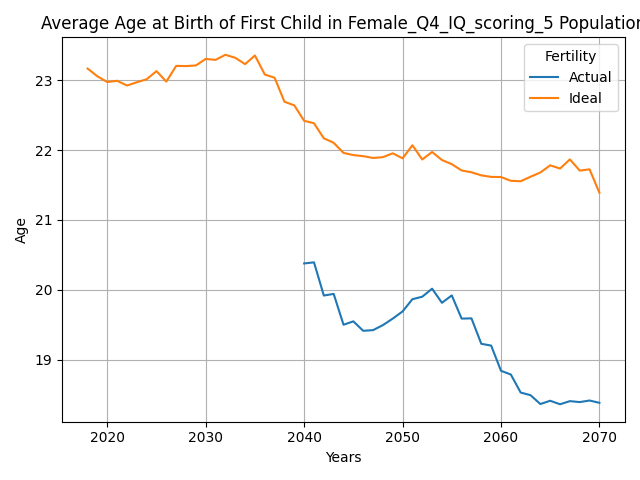 Average Age at Birth of First Child in Female_Q4_IQ_scoring_5 Population
Fertility
Actual
Ideal
Age
23
22
21
20
19
2020 2030 2040 2050 2060 2070
Years